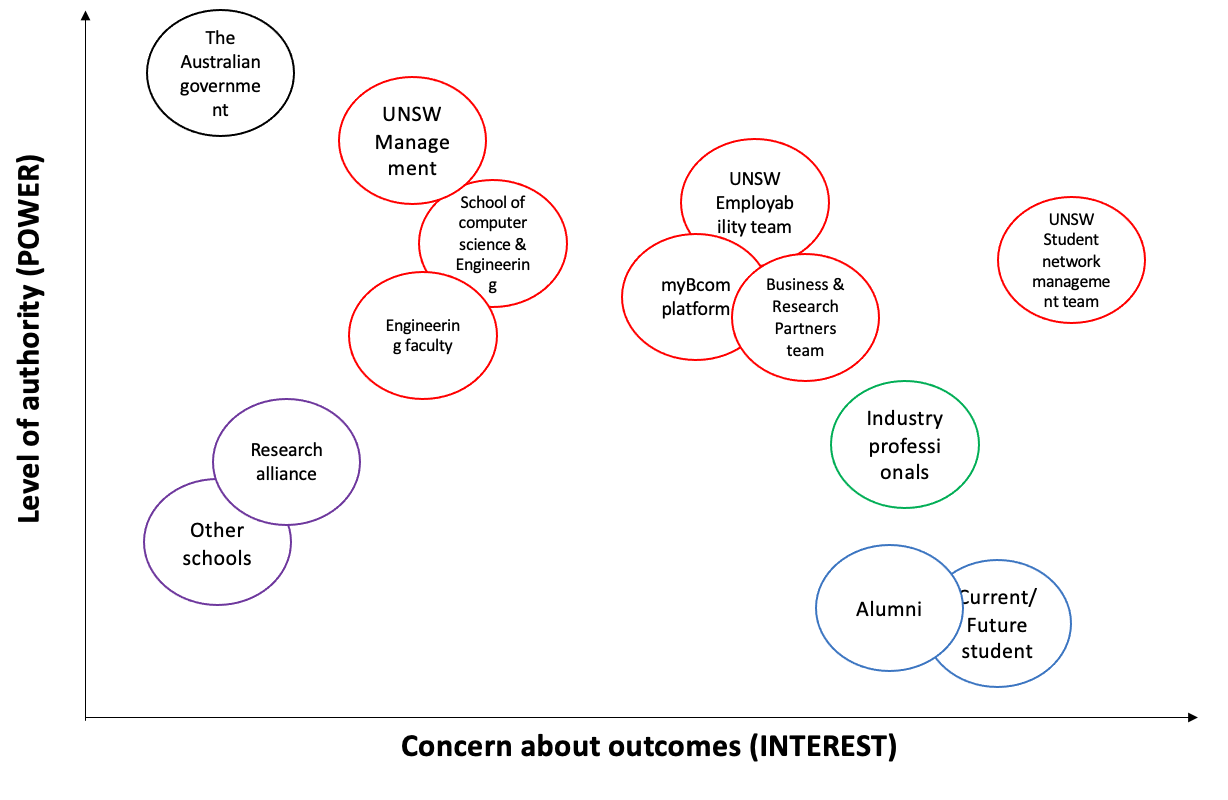 The
Australian
governme
nt
UNSW
Manage
ment
School of
computer
science &
Engineerin
g
Engineerin
g faculty
UNSW
Employab
ility team
myBcom
platform
Business &
Research
Partners
team
UNSW
Student
network
manageme
nt team
Industry
professi
onals
Research
alliance
Other
schools
Alumni
Current/
Future
student
Level of authority (POWER)
Concern about outcomes (INTEREST)